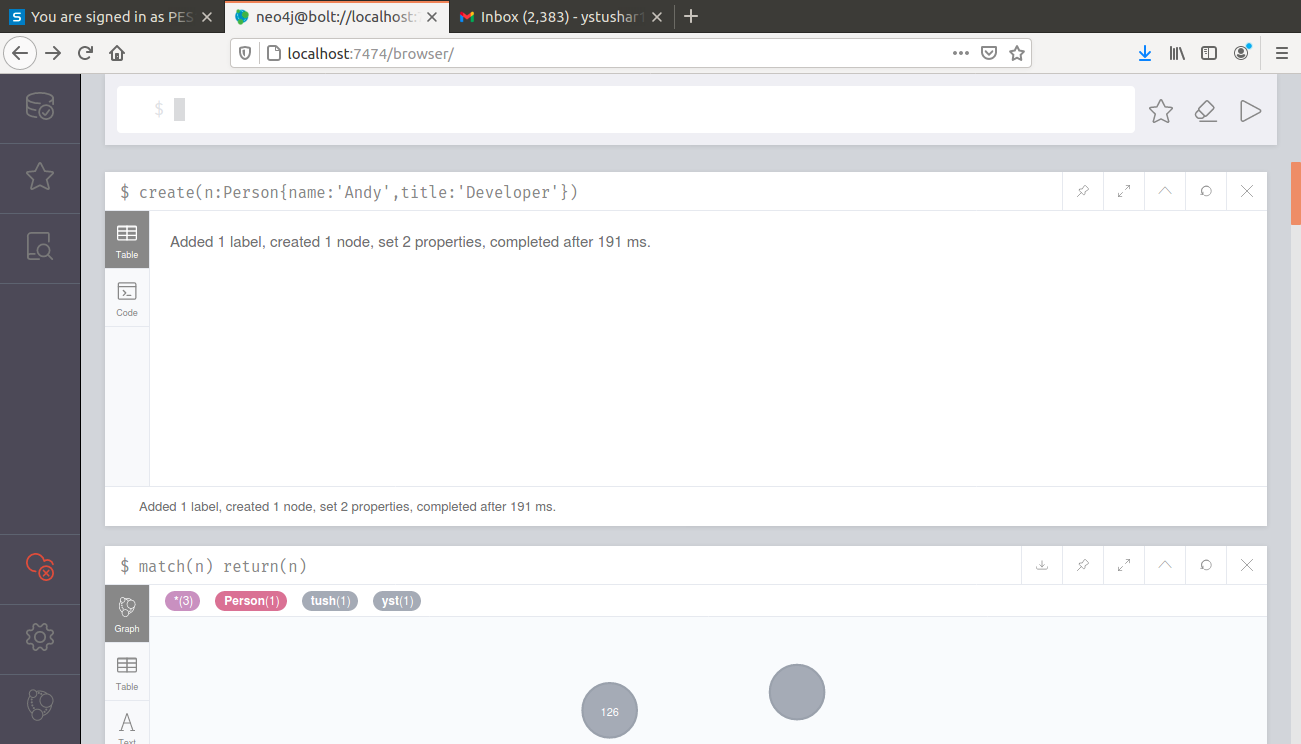 You are signed in as PES
neo4j@bolt://localhost:
Inbox (2,383) - ystushar
localhost:7474/browser/
$
$ create(n:Person{name:'Andy',title:'Developer'})
Table
Added 1 label, created 1 node, set 2 properties, completed after 191 ms.
Code
Added 1 label, created 1 node, set 2 properties, completed after 191 ms.
$ match(n) return(n)
*(3) Person(1) tush(1) yst(1)
Graph
Table
126
Text